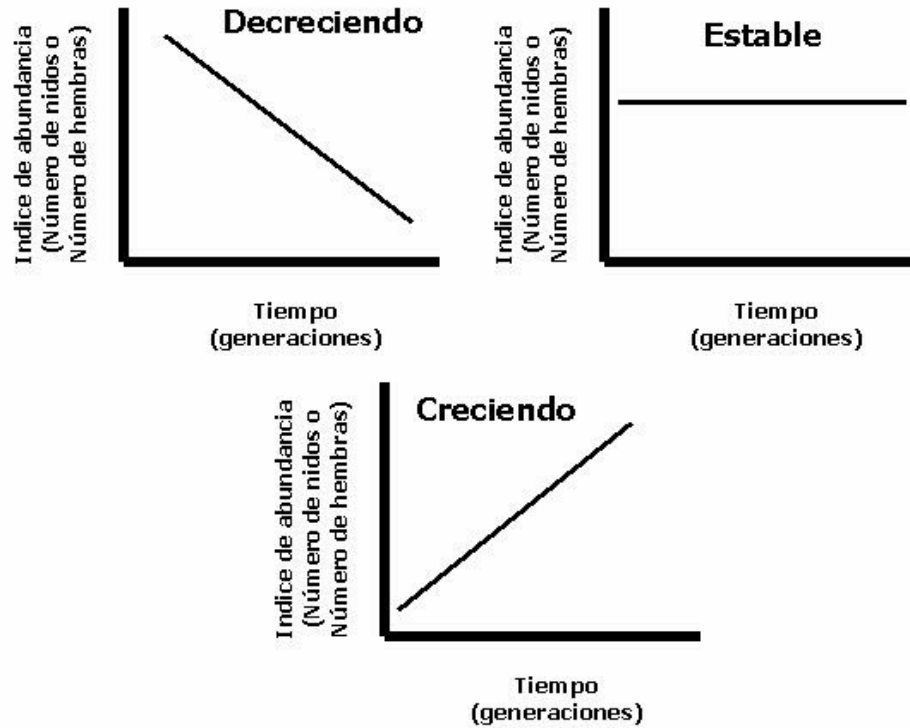 Decreciendo
Indice de abundancia
(Número de nidos o
Número de hembras)
Tiempo
(generaciones)
Estable
Indice de abundancia
(Número de nidos o
Número de hembras)
Tiempo
(generaciones)
Creciendo
Indice de abundancia
(Número de nidos o
Número de hembras)
Tiempo
(generaciones)